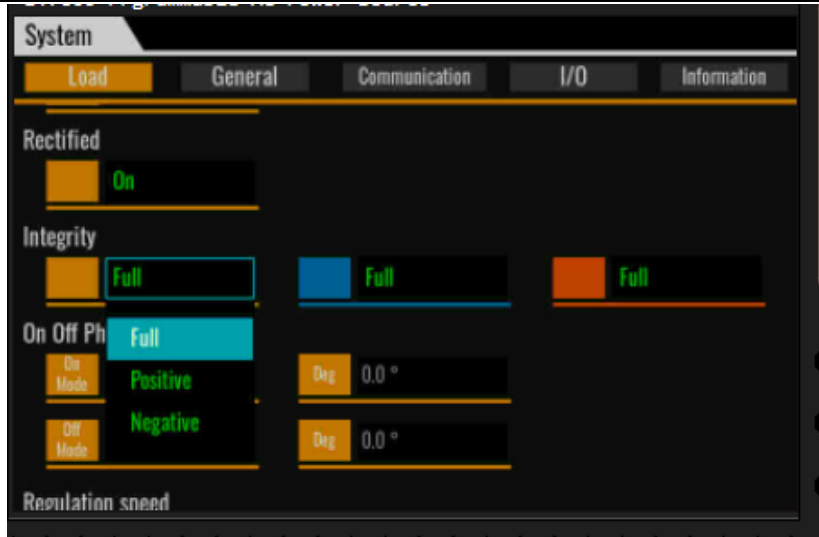 System
Load General Communication I/O Information
Rectified
On
Integrity
Full Full Full
On Off Ph Full
On Mode Positive Deg 0.0 °
Negative
Off Mode Deg 0.0 °
Regulation speed